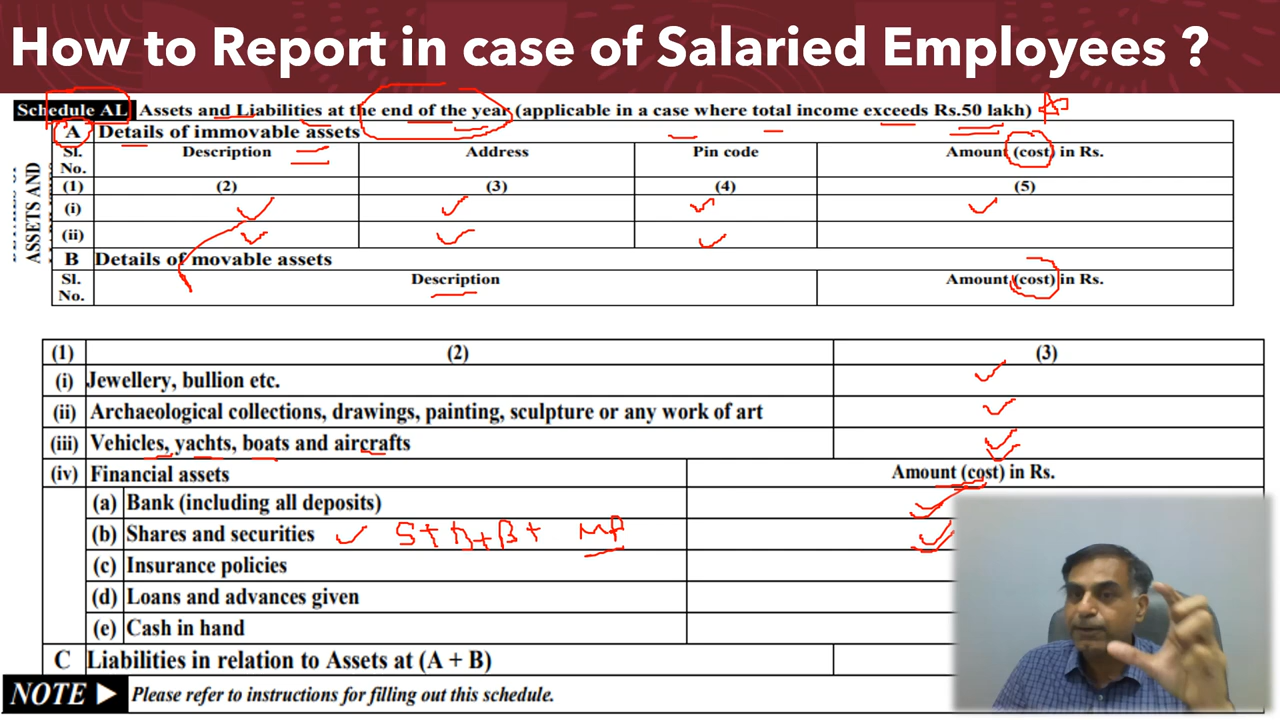 How to Report in case of Salaried Employees ?
Schedule AL Assets and Liabilities at the end of the year (applicable in a case where total income exceeds Rs.50 lakh)
A Details of immovable assets
Sl. No. Description Address Pin code Amount (cost) in Rs.
(1) (2) (3) (4) (5)
(i)
(ii)
ASSETS AND
B Details of movable assets
Sl. No. Description Amount (cost) in Rs.
(1) (2) (3)
(i) Jewellery, bullion etc.
(ii) Archaeological collections, drawings, painting, sculpture or any work of art
(iii) Vehicles, yachts, boats and aircrafts
(iv) Financial assets Amount (cost) in Rs.
(a) Bank (including all deposits)
(b) Shares and securities S+ D+B+ MF
(c) Insurance policies
(d) Loans and advances given
(e) Cash in hand
C Liabilities in relation to Assets at (A + B)
NOTE Please refer to instructions for filling out this schedule.